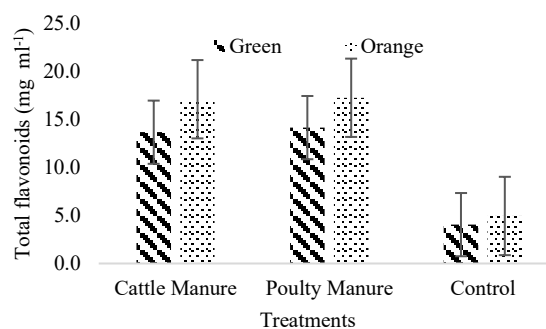 Total flavonoids (mg ml-1)
25.0
20.0
15.0
10.0
5.0
0.0
Green
Orange
Cattle Manure
Poulty Manure
Control
Treatments